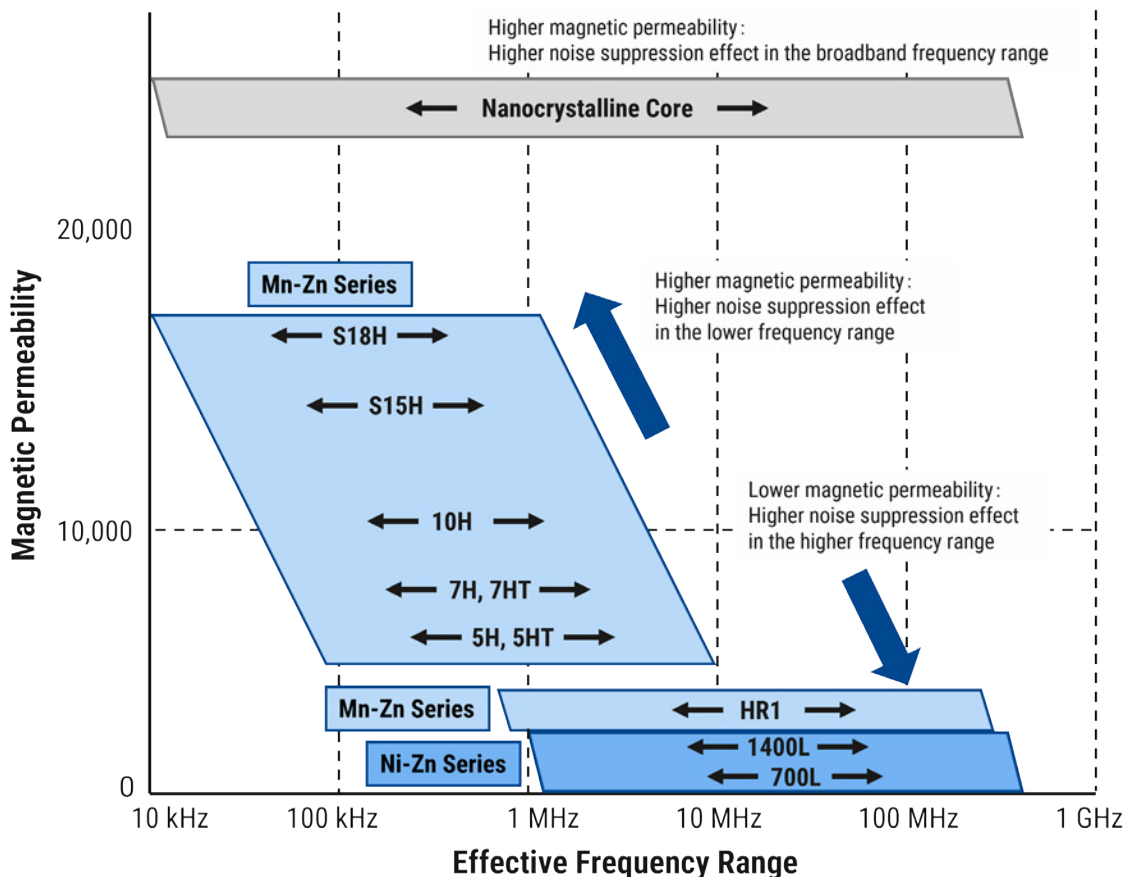 Higher magnetic permeability:
Higher noise suppression effect in the broadband frequency range
Nanocrystalline Core
20,000
Mn-Zn Series
Higher magnetic permeability:
Higher noise suppression effect
in the lower frequency range
S18H
S15H
Magnetic Permeability
Lower magnetic permeability:
Higher noise suppression effect
in the higher frequency range
10,000
10H
7H, 7HT
5H, 5HT
Mn-Zn Series
HR1
Ni-Zn Series
1400L
700L
0
10 kHz
100 kHz
1 MHz
10 MHz
100 MHz
1 GHz
Effective Frequency Range